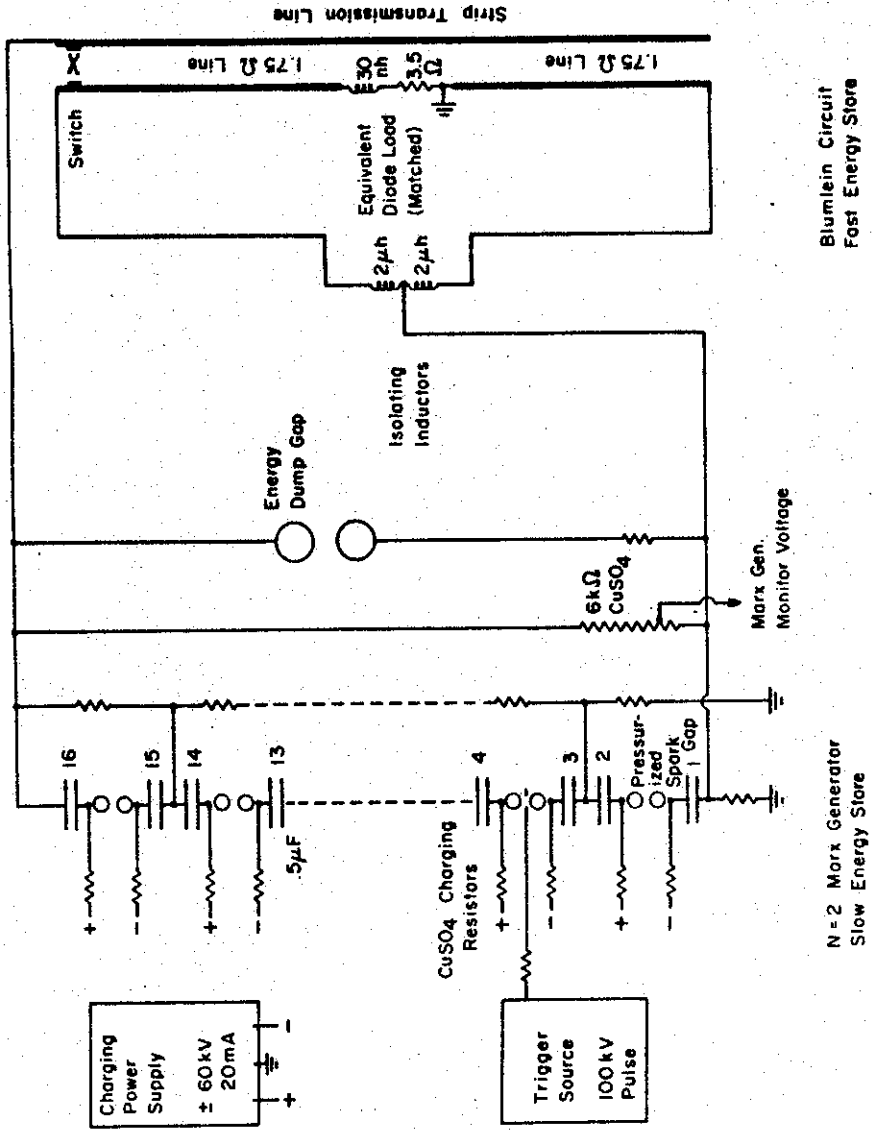 Strip Transmission Line
1.75Ω Line
30
nh
3.5
Ω
1.75Ω Line
X
Switch
Equivalent
Diode Load
(Matched)
2μh
2μh
Blumlein Circuit
Fast Energy Store
Isolating
Inductors
Energy
Dump Gap
6kΩ
CuSO4
Marx Gen.
Monitor Voltage
16
15
14
13
.5μF
4
3
2
Pressur-
ized
Spark
1 Gap
+
-
+
-
+
-
+
-
CuSO4 Charging
Resistors
N=2 Marx Generator
Slow Energy Store
Charging
Power
Supply
± 60kV
20mA
+
-
Trigger
Source
100kV
Pulse